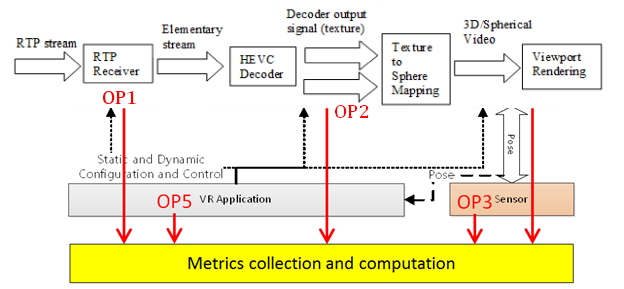 RTP stream
Elementary
stream
Decoder output
signal (texture)
3D/Spherical
Video
RTP
Receiver
HEVC
Decoder
Texture
to
Sphere
Mapping
Viewport
Rendering
OP1
OP2
Static and Dynamic
Configuration and Control
Pose
Pose
OP5
VR Application
OP3
Sensor
Metrics collection and computation